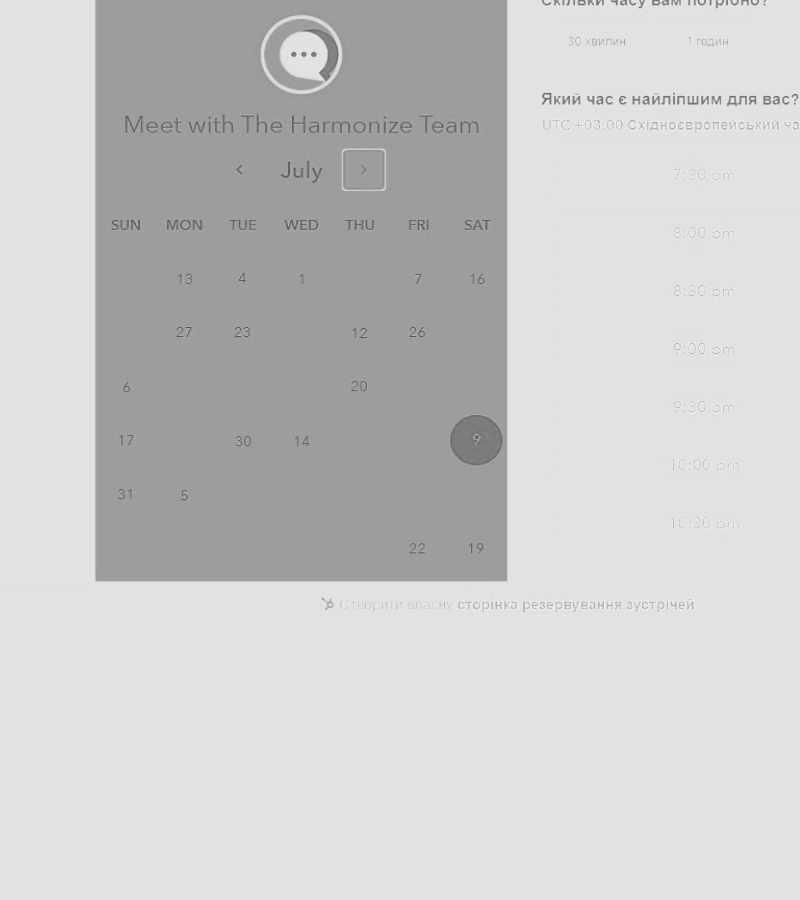 Скільки часу вам потрібно?
30 хвилин 1 годин
Meet with The Harmonize Team
July
SUN MON TUE WED THU FRI SAT
13 4 1 7 16
27 23 12 26
6 20
17 30 14 9
31 5
22 19
Який час є найліпшим для вас?
UTC +03:00 Східноєвропейський
7:30 pm
8:00 pm
8:30 pm
9:00 pm
9:30 pm
10:00 pm
10:30 pm
Створити власну сторінка резервування зустрічей